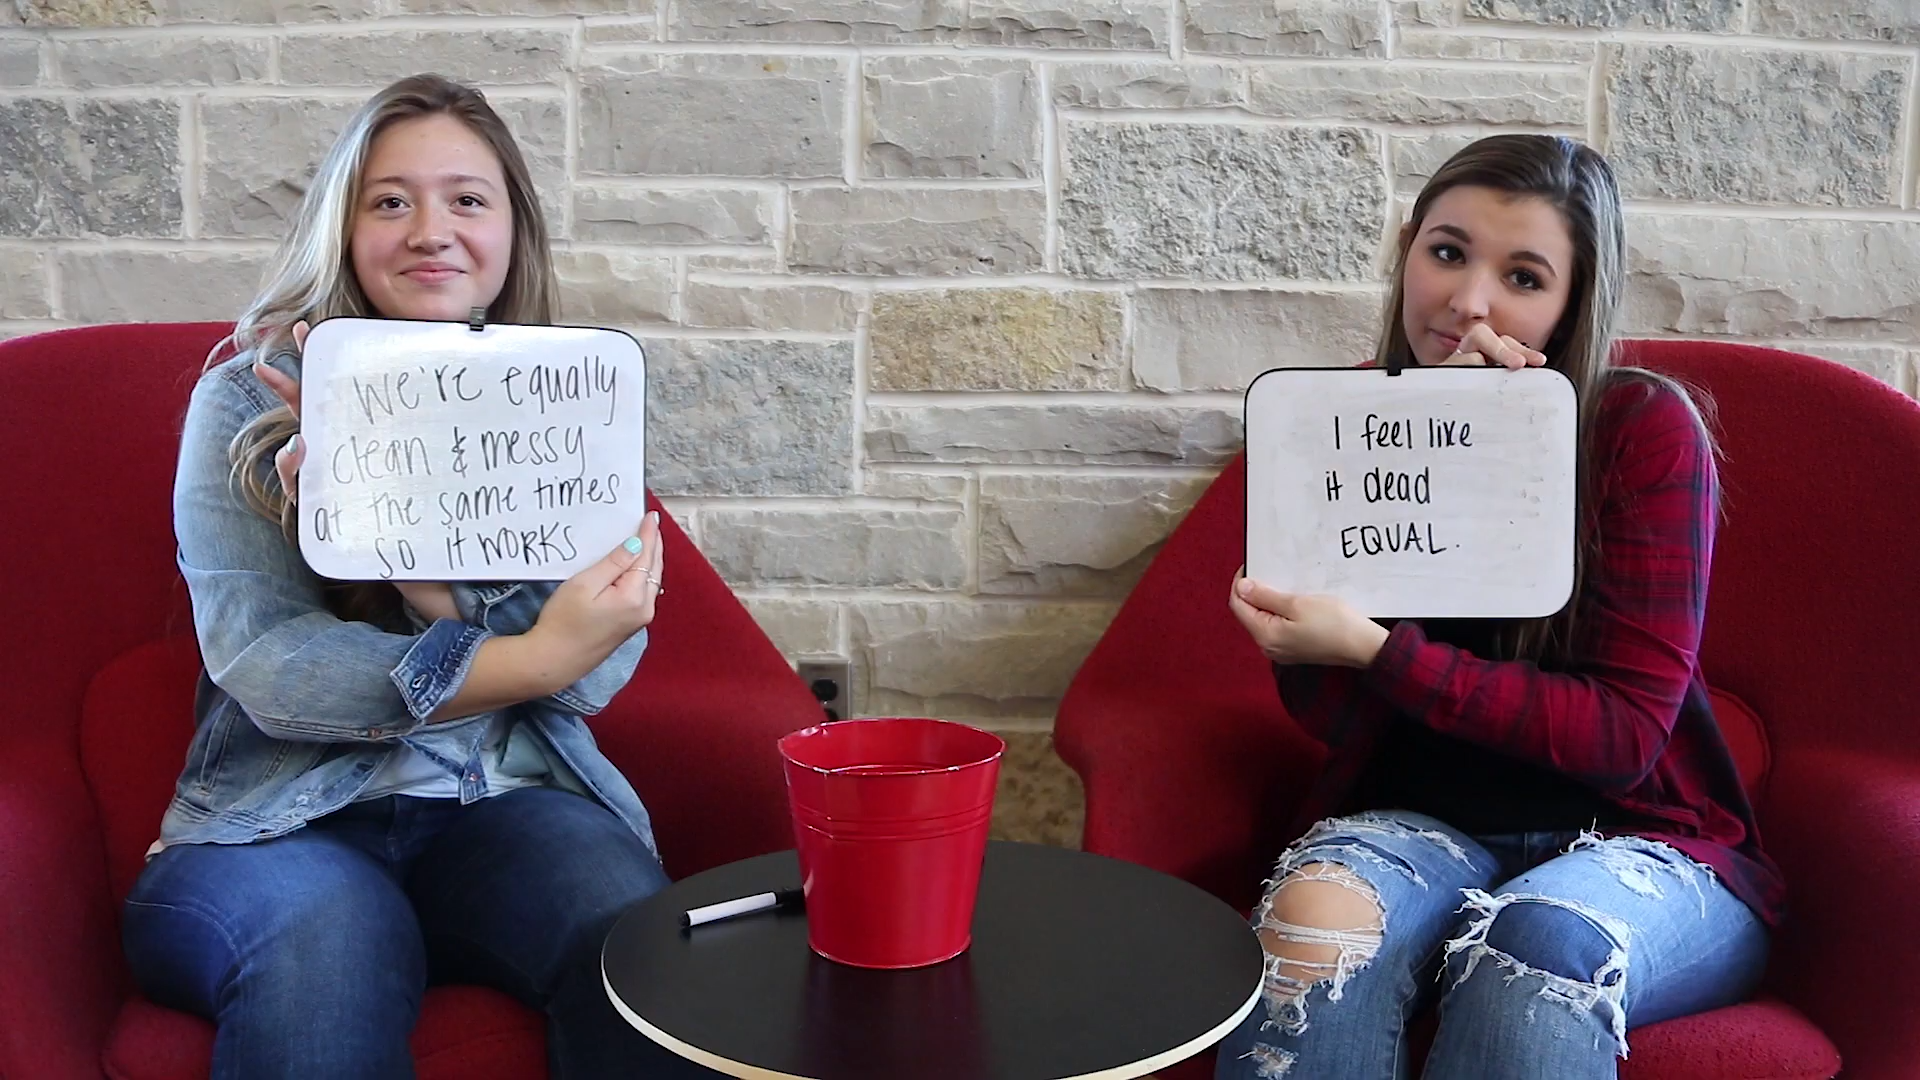 We're equally
clean & messy
at the same times
so it works
I feel like
it dead
EQUAL.